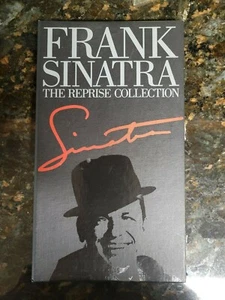 FRANK
SINATRA
THE REPRISE COLLECTION
Sinatra